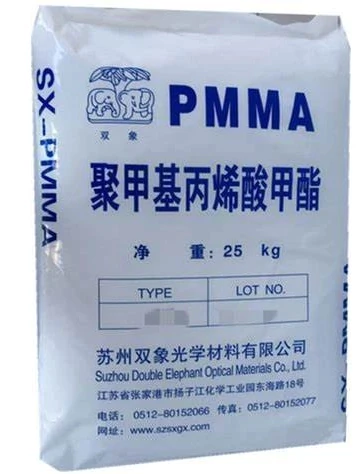 SX-PMMA
双象
PMMA
聚甲基丙烯酸甲酯
净 重: 25 kg
TYPE LOT NO.
苏州双象光学材料有限公司
Suzhou Double Elephant Optical Materials Co., Ltd.
江苏省张家港市扬子江化学工业园东海路18号
电话: 0512-80152066 传真: 0512-80152077
网址: www.szsxgx.com